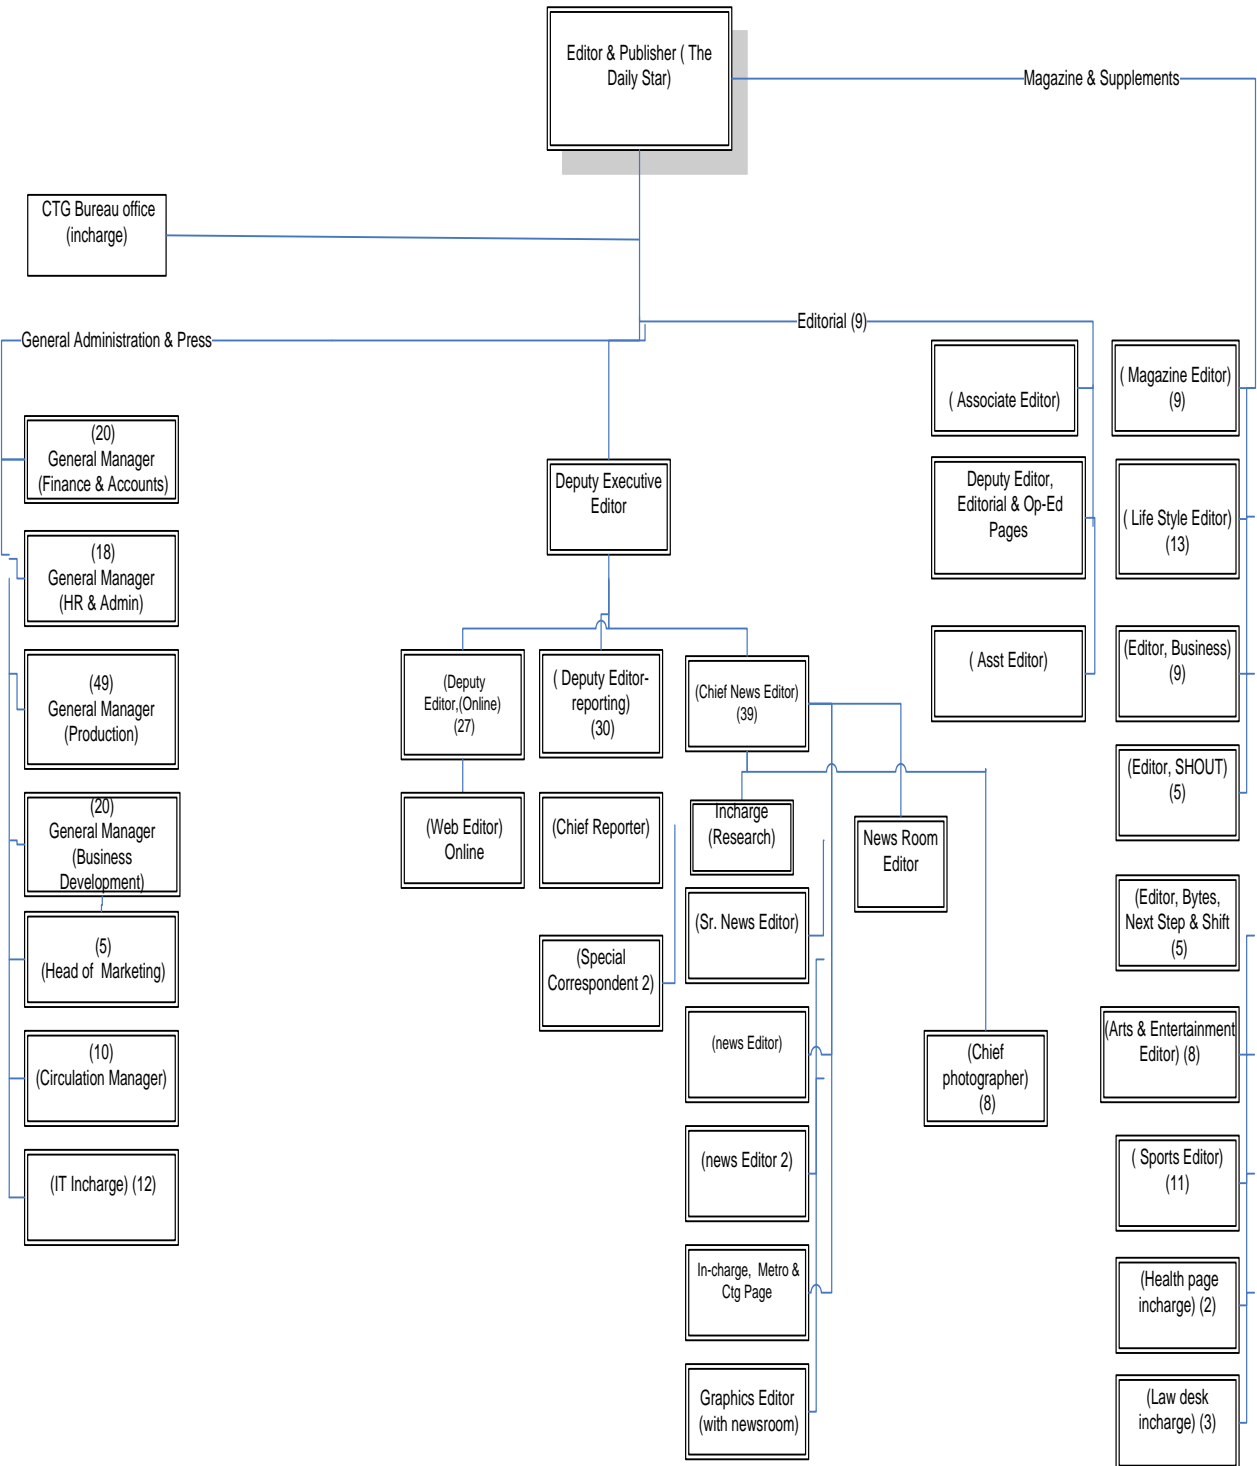 Editor & Publisher ( The
Daily Star)
Magazine & Supplements
CTG Bureau office
(incharge)
Editorial (9)
General Administration & Press
( Associate Editor)
( Magazine Editor)
(9)
(20)
General Manager
(Finance & Accounts)
Deputy Executive
Editor
Deputy Editor,
Editorial & Op-Ed
Pages
( Life Style Editor)
(13)
(18)
General Manager
(HR & Admin)
(Deputy
Editor,(Online)
(27)
( Deputy Editor-
reporting)
(30)
(Chief News Editor)
(39)
( Asst Editor)
(Editor, Business)
(9)
(49)
General Manager
(Production)
(Editor, SHOUT)
(5)
(20)
General Manager
(Business
Development)
(Web Editor)
Online
(Chief Reporter)
Incharge
(Research)
News Room
Editor
(Sr. News Editor)
(Editor, Bytes,
Next Step & Shift
(5)
(5)
(Head of  Marketing)
(Special
Correspondent 2)
(news Editor)
(Chief
photographer)
(8)
(Arts & Entertainment
Editor) (8)
(10)
(Circulation Manager)
(news Editor 2)
( Sports Editor)
(11)
(IT Incharge) (12)
In-charge,  Metro &
Ctg Page
(Health page
incharge) (2)
Graphics Editor
(with newsroom)
(Law desk
incharge) (3)